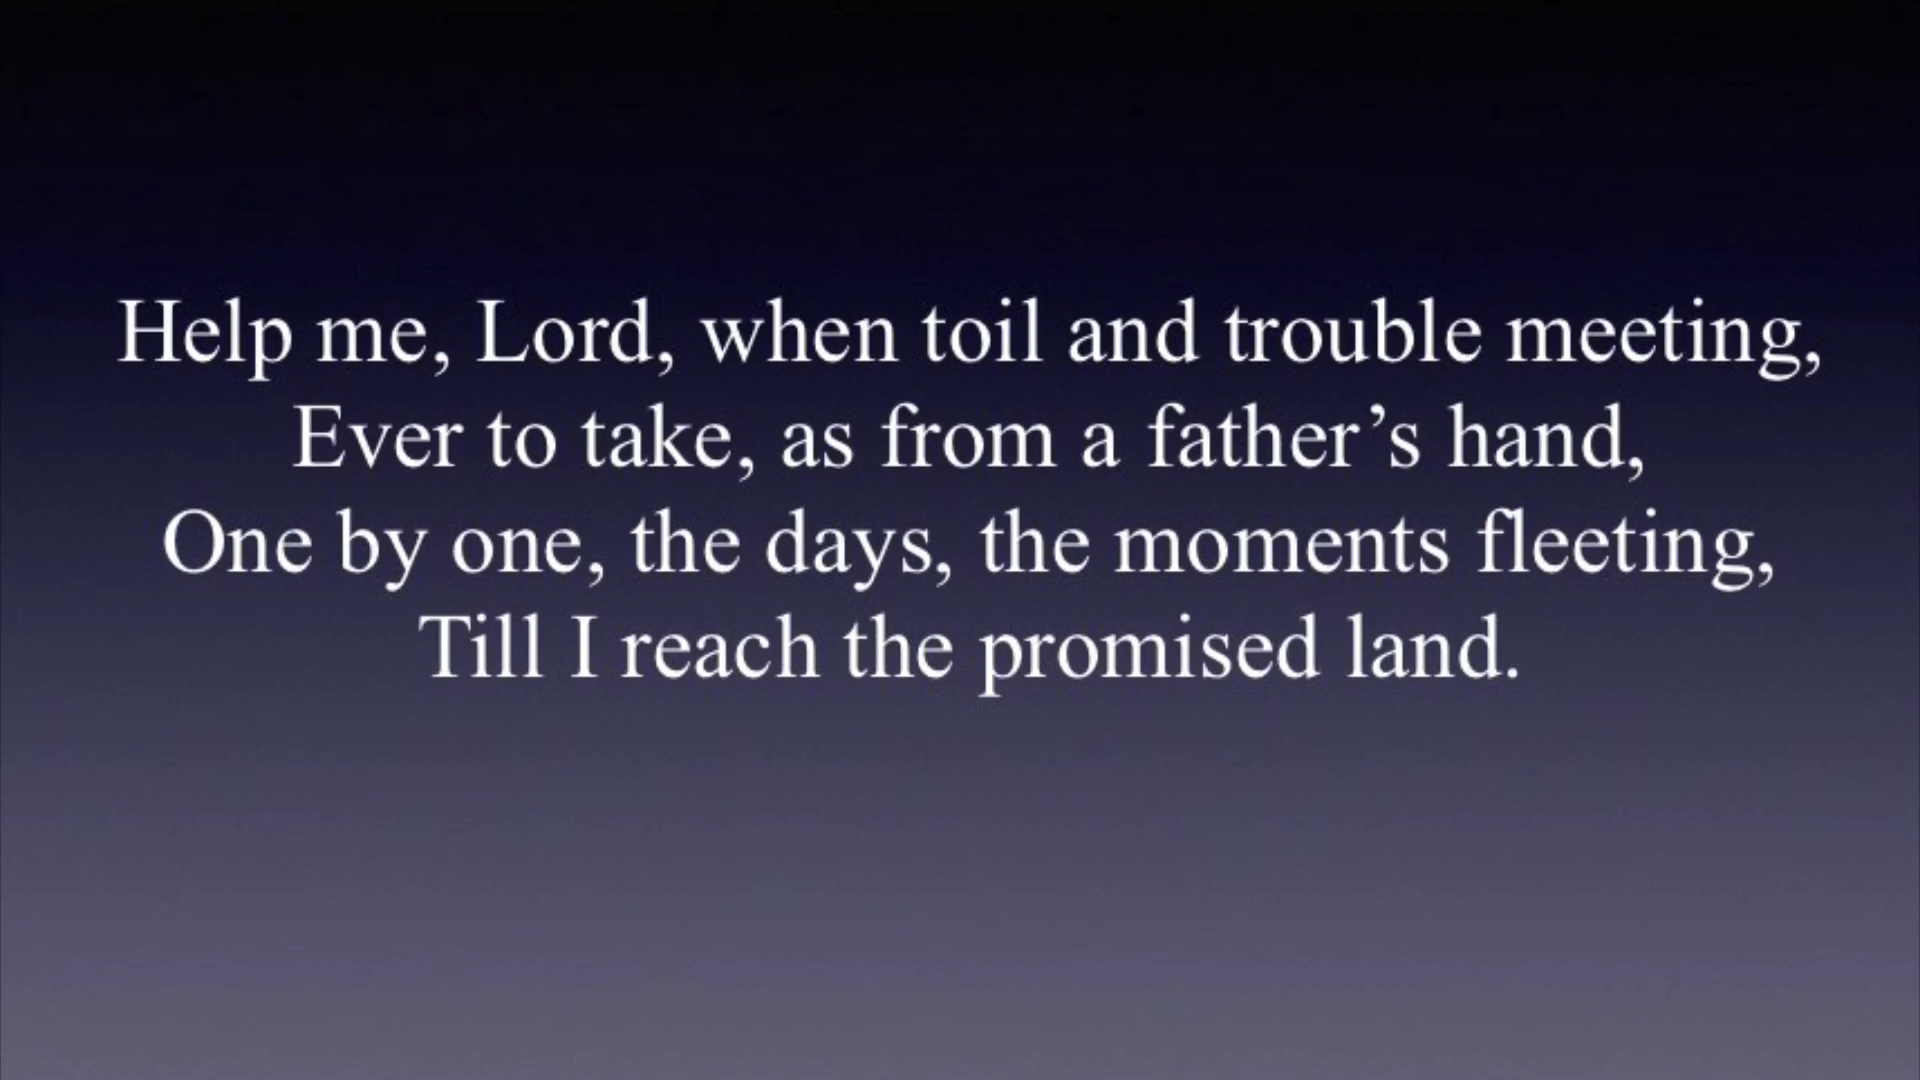 Help me, Lord, when toil and trouble meeting,
Ever to take, as from a father’s hand,
One by one, the days, the moments fleeting,
Till I reach the promised land.